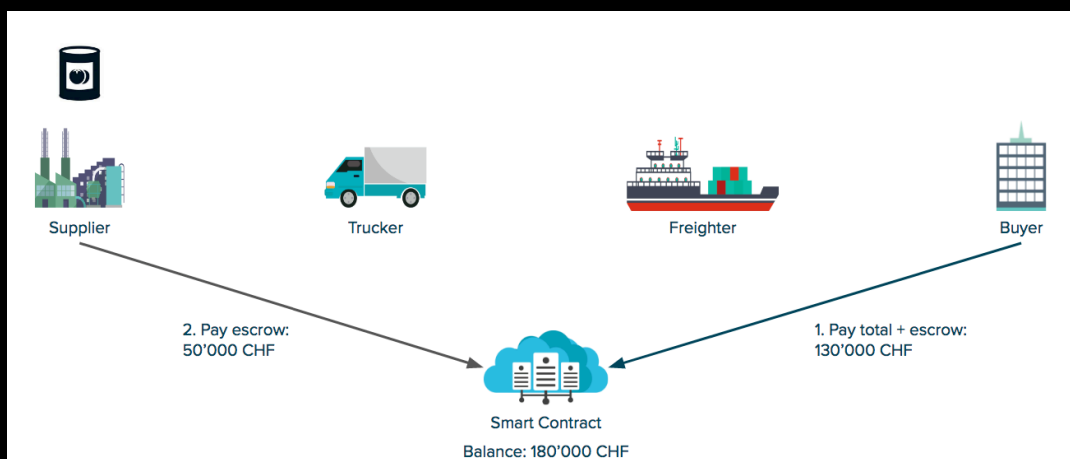 Supplier
Trucker
Freighter
Buyer
2. Pay escrow:
50’000 CHF
1. Pay total + escrow:
130’000 CHF
Smart Contract
Balance: 180’000 CHF